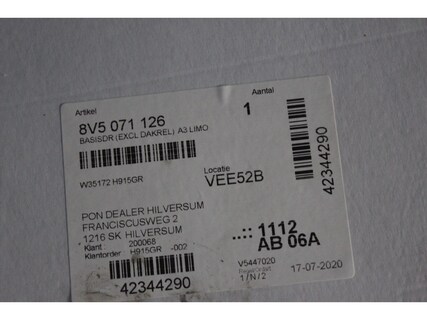 Artikel
Aantal
8V5 071 126
1
BASISDR (EXCL DAKREL) A3 LIMO
W35172 H915GR
Locatie
VEE52B
42344290
PON DEALER HILVERSUM
FRANCISCUSWEG 2
1216 SK HILVERSUM
Klant : 200068
Klantorder H915GR -002
..:: 1112
AB 06A
V5447020
1/N/2
17-07-2020
42344290